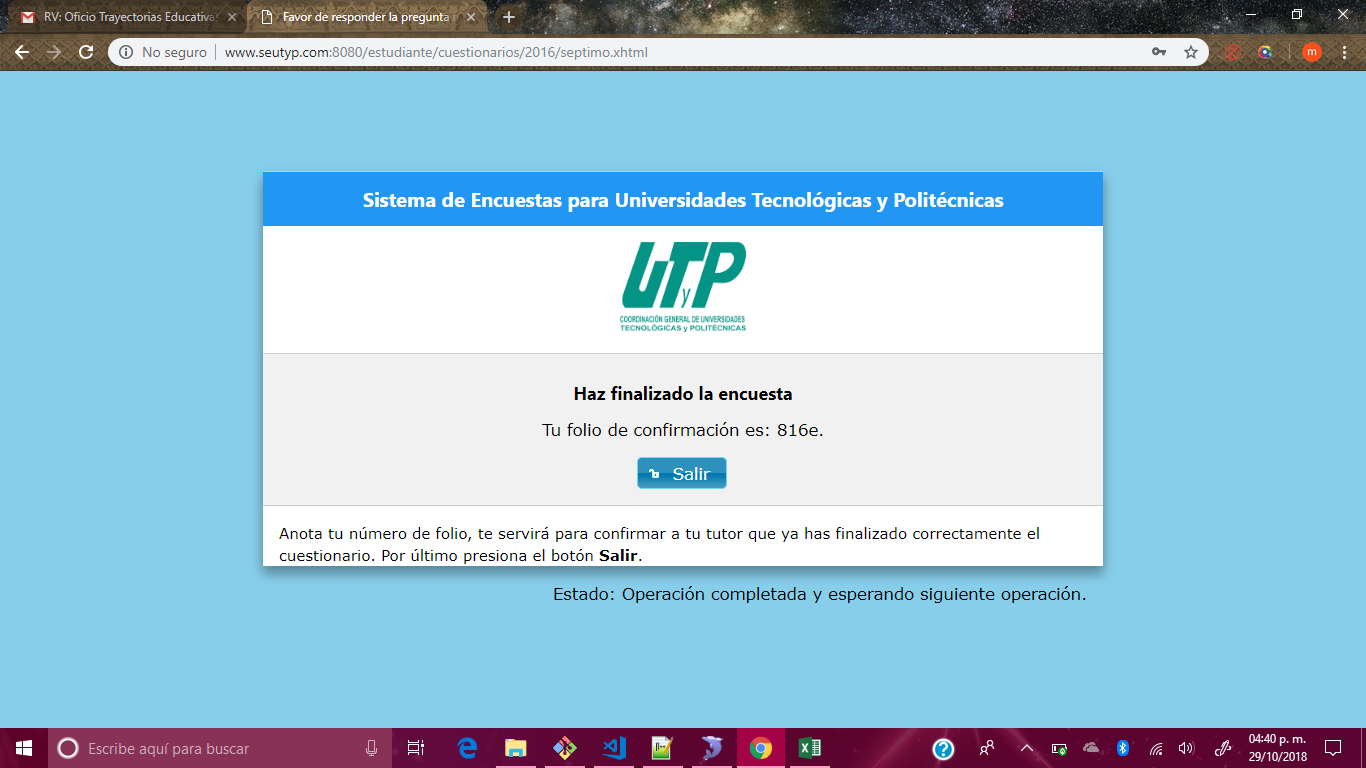 RV: Oficio Trayectorias Educativa
Favor de responder la pregunta
No seguro
www.seutyp.com:8080/estudiante/cuestionarios/2016/septimo.xhtml
m
Sistema de Encuestas para Universidades Tecnológicas y Politécnicas
UTyP
COORDINACIÓN GENERAL DE UNIVERSIDADES
TECNOLÓGICAS y POLITÉCNICAS
Haz finalizado la encuesta
Tu folio de confirmación es: 816e.
Salir
Anota tu número de folio, te servirá para confirmar a tu tutor que ya has finalizado correctamente el
cuestionario. Por último presiona el botón Salir.
Estado: Operación completada y esperando siguiente operación.
Escribe aquí para buscar
04:40 p. m.
29/10/2018